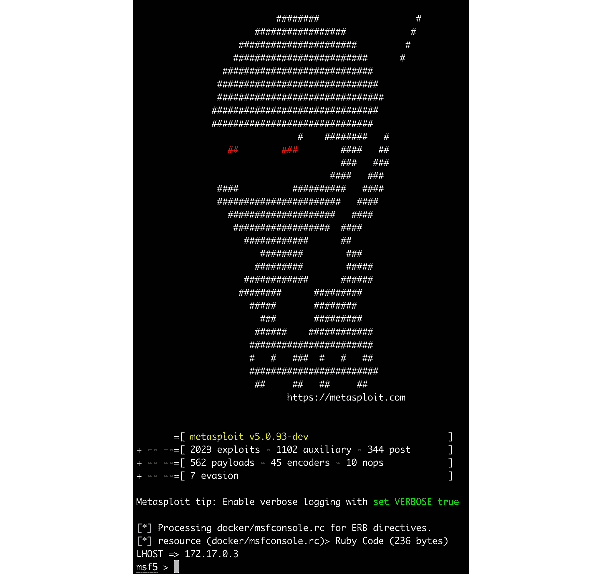 https://metasploit.com
=[ metasploit v5.0.93-dev ]
+ -- --=[ 2029 exploits - 1102 auxiliary - 344 post ]
+ -- --=[ 562 payloads - 45 encoders - 10 nops ]
+ -- --=[ 7 evasion ]
Metasploit tip: Enable verbose logging with set VERBOSE true
[*] Processing docker/msfconsole.rc for ERB directives.
[*] resource (docker/msfconsole.rc)> Ruby Code (236 bytes)
LHOST => 172.17.0.3
msf5 >